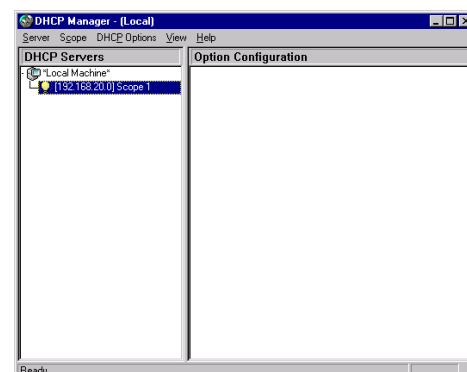 DHCP Manager - (Local)
Server Scope DHCP Options View Help
DHCP Servers
Option Configuration
"Local Machine"
[192.168.20.0] Scope 1
Ready